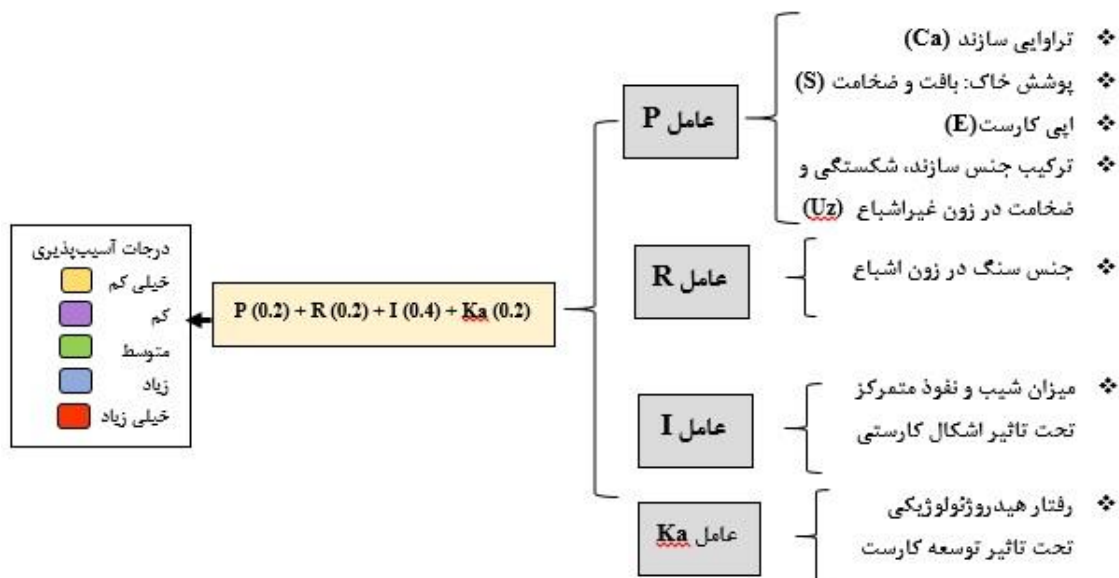 تراوایی سازند (Ca)
پوشش خاک: بافت و ضخامت (S)
اپی کارست(E)
ترکیب جنس سازند، شکستگی و
ضخامت در زون غیراشباع (Uz)
عامل P
جنس سنگ در زون اشباع
عامل R
میزان شیب و نفوذ متمرکز
تحت تاثیر اشکال کارستی
عامل I
رفتار هیدروژئولوژیکی
تحت تاثیر توسعه کارست
عامل Ka
P (0.2) + R (0.2) + I (0.4) + Ka (0.2)
درجات آسیب‌پذیری
خیلی کم
کم
متوسط
زیاد
خیلی زیاد